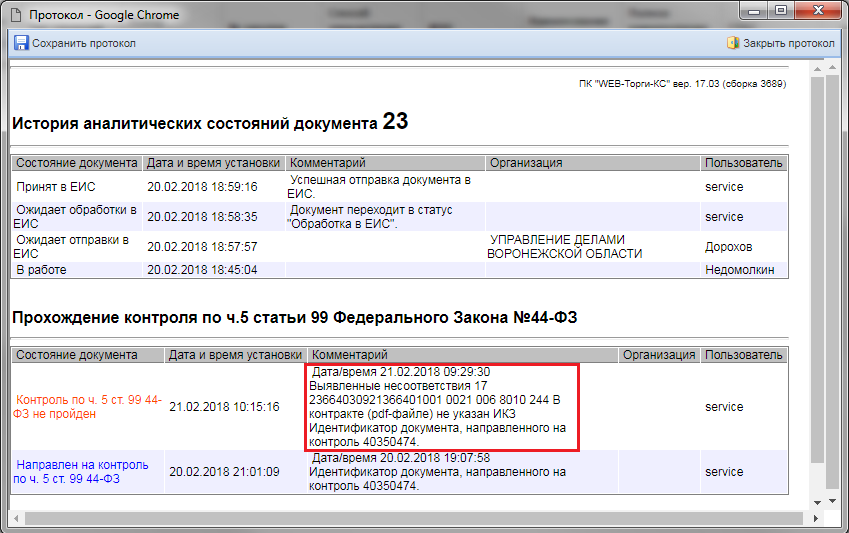 Протокол - Google Chrome
Сохранить протокол
Закрыть протокол
ПК "WEB-Торги-КС" вер. 17.03 (сборка 3689)
История аналитических состояний документа 23
Состояние документа Дата и время установки Комментарий Организация Пользователь
Принят в ЕИС 20.02.2018 18:59:16 Успешная отправка документа в ЕИС. service
Ожидает обработки в ЕИС 20.02.2018 18:58:35 Документ переходит в статус "Обработка в ЕИС". service
Ожидает отправки в ЕИС 20.02.2018 18:57:57 УПРАВЛЕНИЕ ДЕЛАМИ ВОРОНЕЖСКОЙ ОБЛАСТИ Дорохов
В работе 20.02.2018 18:45:04 Недомолкин
Прохождение контроля по ч.5 статьи 99 Федерального Закона №44-ФЗ
Состояние документа Дата и время установки Комментарий Организация Пользователь
Контроль по ч. 5 ст. 99 44-
ФЗ не пройден
21.02.2018 10:15:16
Дата/время 21.02.2018 09:29:30
Выявленные несоответствия 17
23664030921366401001 0021 006 8010 244 В
контракте (pdf-файле) не указан ИКЗ
Идентификатор документа, направленного на
контроль 40350474.
service
Направлен на контроль
по ч. 5 ст. 99 44-ФЗ
20.02.2018 21:01:09
Дата/время 20.02.2018 19:07:58
Идентификатор документа, направленного на
контроль 40350474.
service